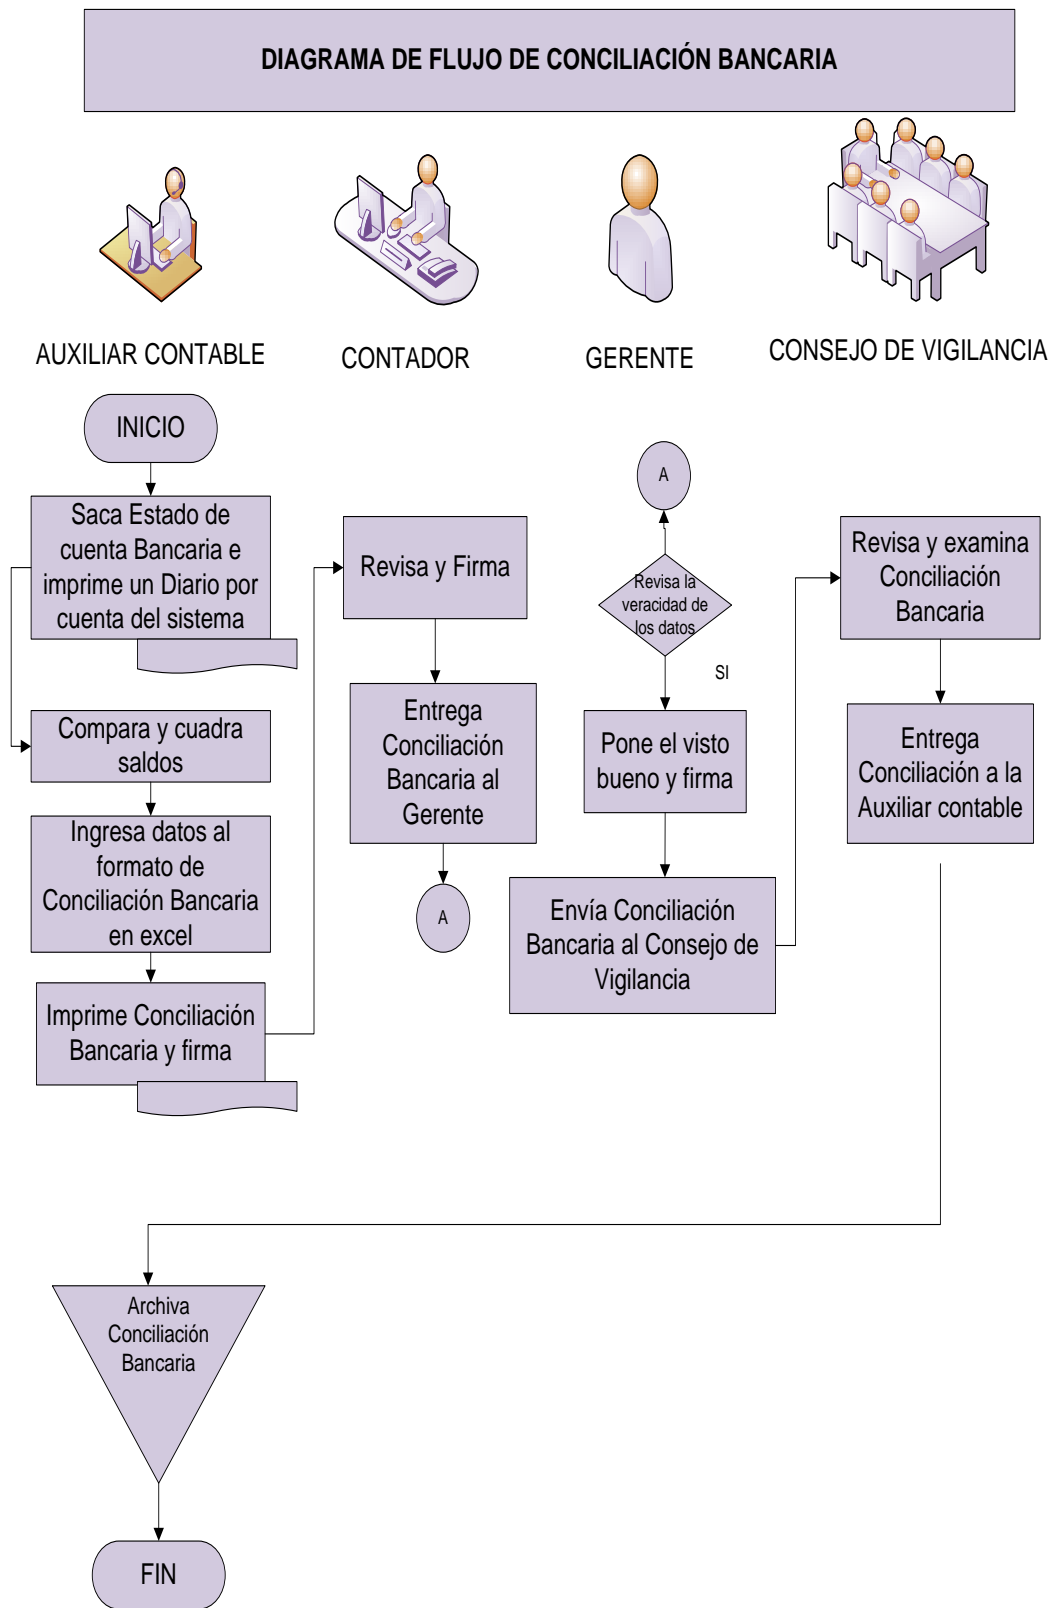 DIAGRAMA DE FLUJO DE CONCILIACIÓN BANCARIA
AUXILIAR CONTABLE
CONTADOR
GERENTE
CONSEJO DE VIGILANCIA
INICIO
Saca Estado de
cuenta Bancaria e
imprime un Diario por
cuenta del sistema
Compara y cuadra
saldos
Ingresa datos al
formato de
Conciliación Bancaria
en excel
Imprime Conciliación
Bancaria y firma
Revisa y Firma
Entrega
Conciliación
Bancaria al
Gerente
A
A
Revisa la
veracidad de
los datos
SI
Pone el visto
bueno y firma
Envía Conciliación
Bancaria al Consejo de
Vigilancia
Revisa y examina
Conciliación
Bancaria
Entrega
Conciliación a la
Auxiliar contable
Archiva
Conciliación
Bancaria
FIN